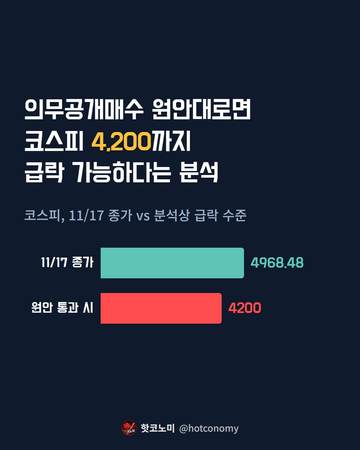 의무공개매수 원안대로면
코스피 4,200까지
급락 가능하다는 분석
코스피, 11/17 종가 vs 분석상 급락 수준
11/17 종가 4968.48
원안 통과 시 4200
핫코노미 @hotconomy